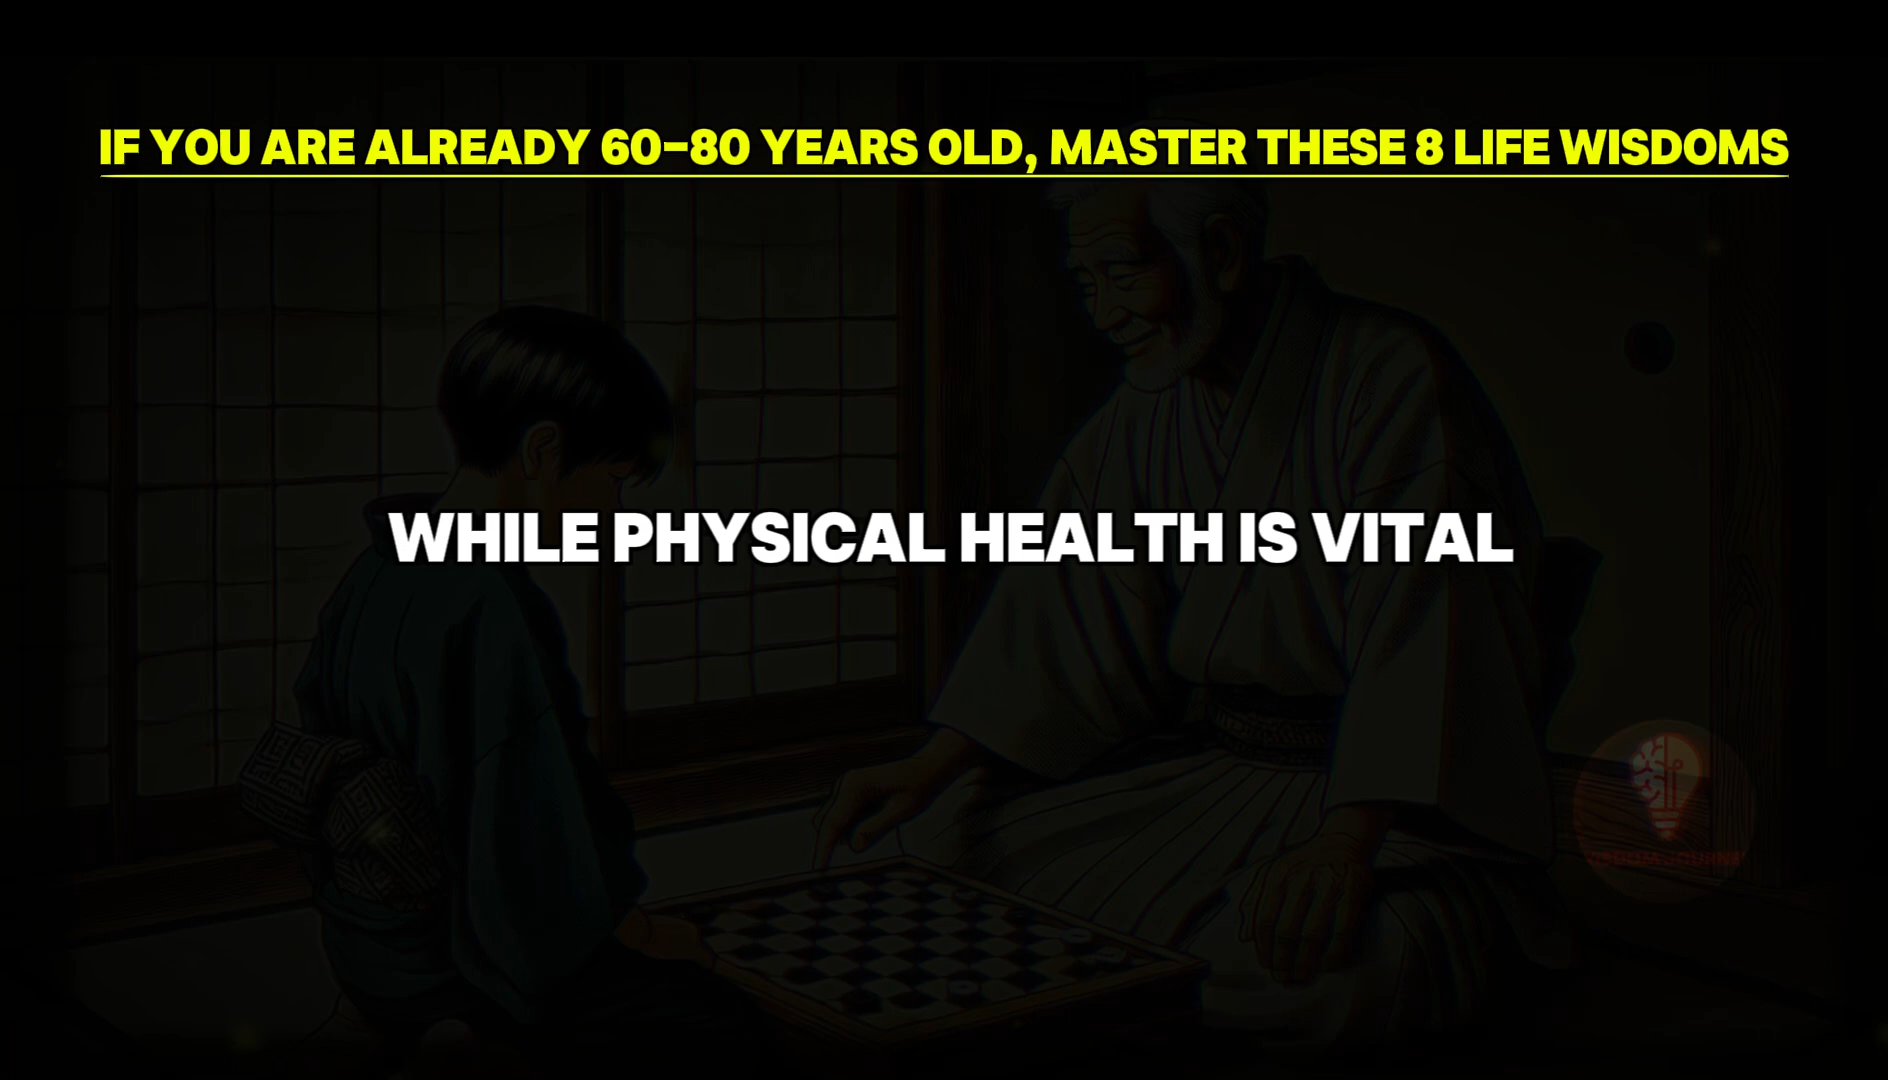 IF YOU ARE ALREADY 60-80 YEARS OLD, MASTER THESE 8 LIFE WISDOMS
WHILE PHYSICAL HEALTH IS VITAL